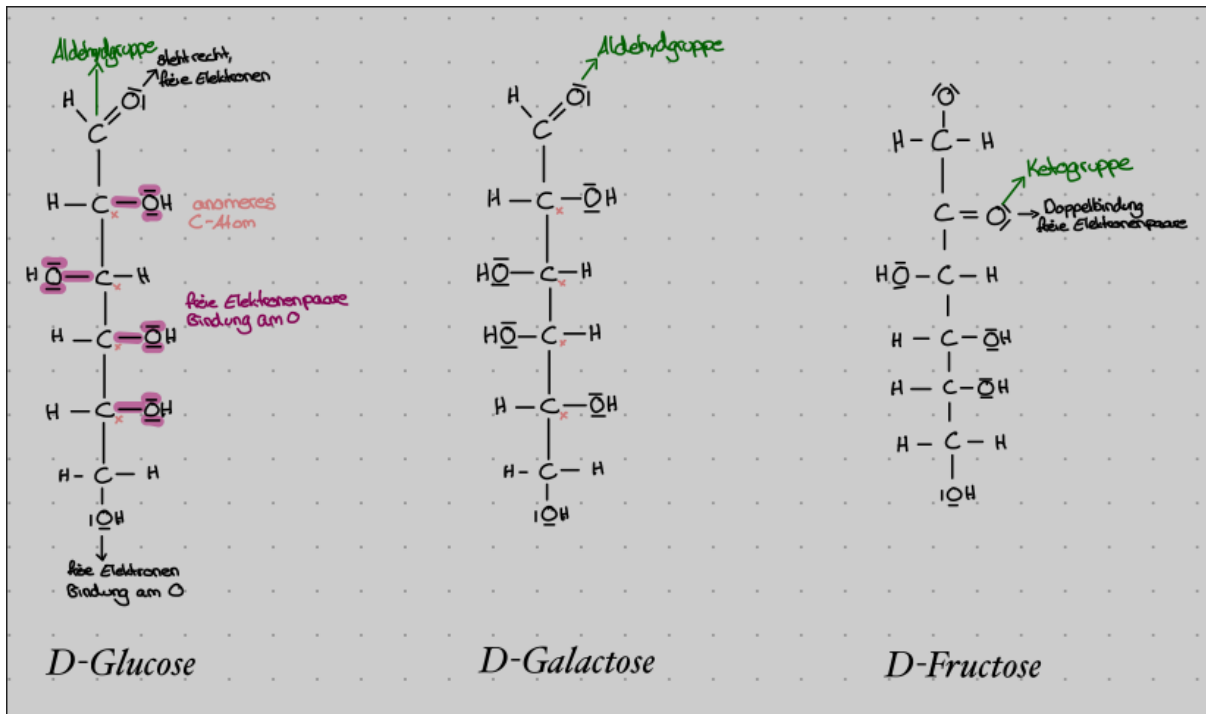 Aldehydgruppe
steht recht,
freie Elektronen
H O
C
H C OH
anomeres
C-Atom
HO C H
freie Elektronenpaare
Bindung am O
H C OH
H C OH
H C H
OH
freie Elektronen
Bindung am O
D-Glucose
Aldehydgruppe
H O
C
H C OH
HO C H
HO C H
H C OH
H C H
OH
D-Galactose
O
H C H
Ketogruppe
C = O
Doppelbindung
freie Elektronenpaare
HO C H
H C OH
H C OH
H C H
OH
D-Fructose